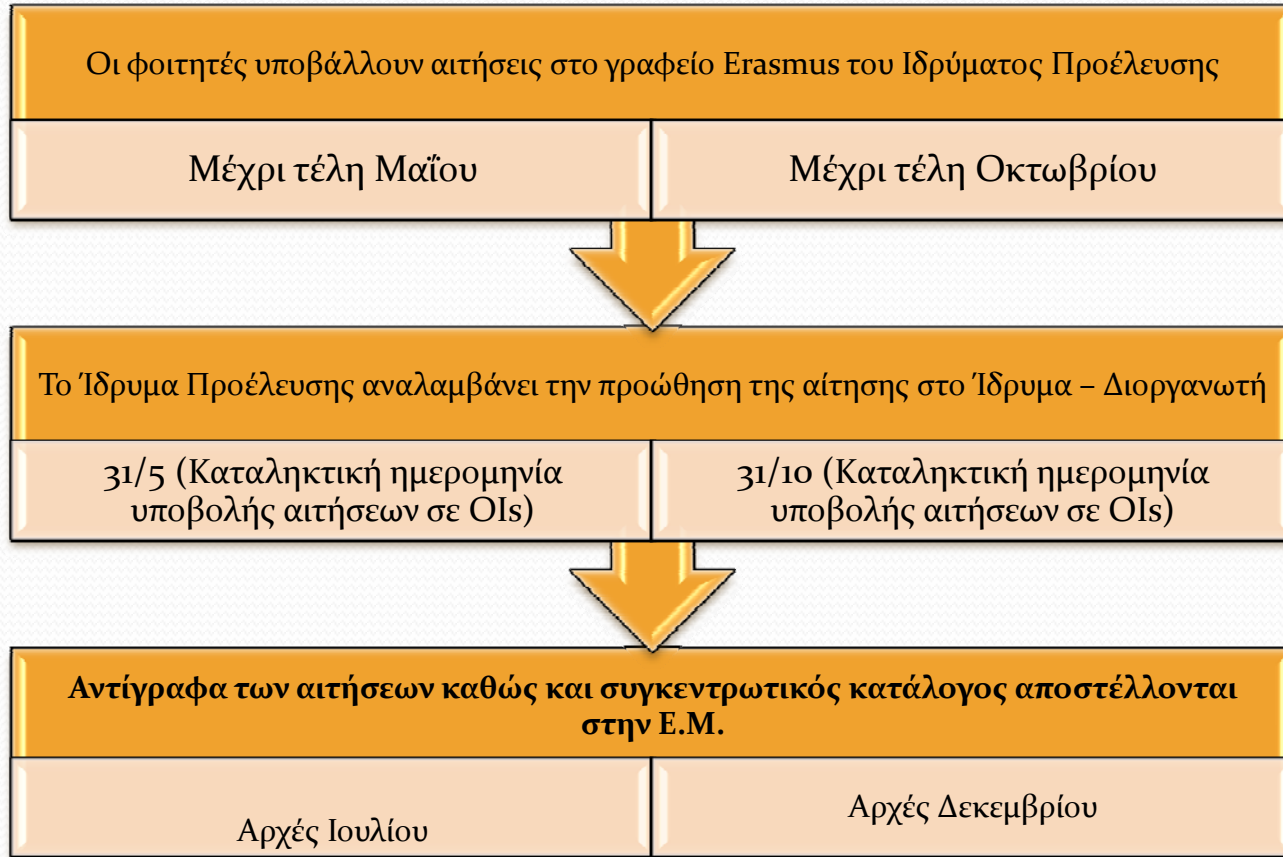 Οι φοιτητές υποβάλλουν αιτήσεις στο γραφείο Erasmus του Ιδρύματος Προέλευσης
Μέχρι τέλη Μαΐου
Μέχρι τέλη Οκτωβρίου
Το Ίδρυμα Προέλευσης αναλαμβάνει την προώθηση της αίτησης στο Ίδρυμα – Διοργανωτή
31/5 (Καταληκτική ημερομηνία
υποβολής αιτήσεων σε OIs)
31/10 (Καταληκτική ημερομηνία
υποβολής αιτήσεων σε OIs)
Αντίγραφα των αιτήσεων καθώς και συγκεντρωτικός κατάλογος αποστέλλονται
στην Ε.Μ.
Αρχές Ιουλίου
Αρχές Δεκεμβρίου